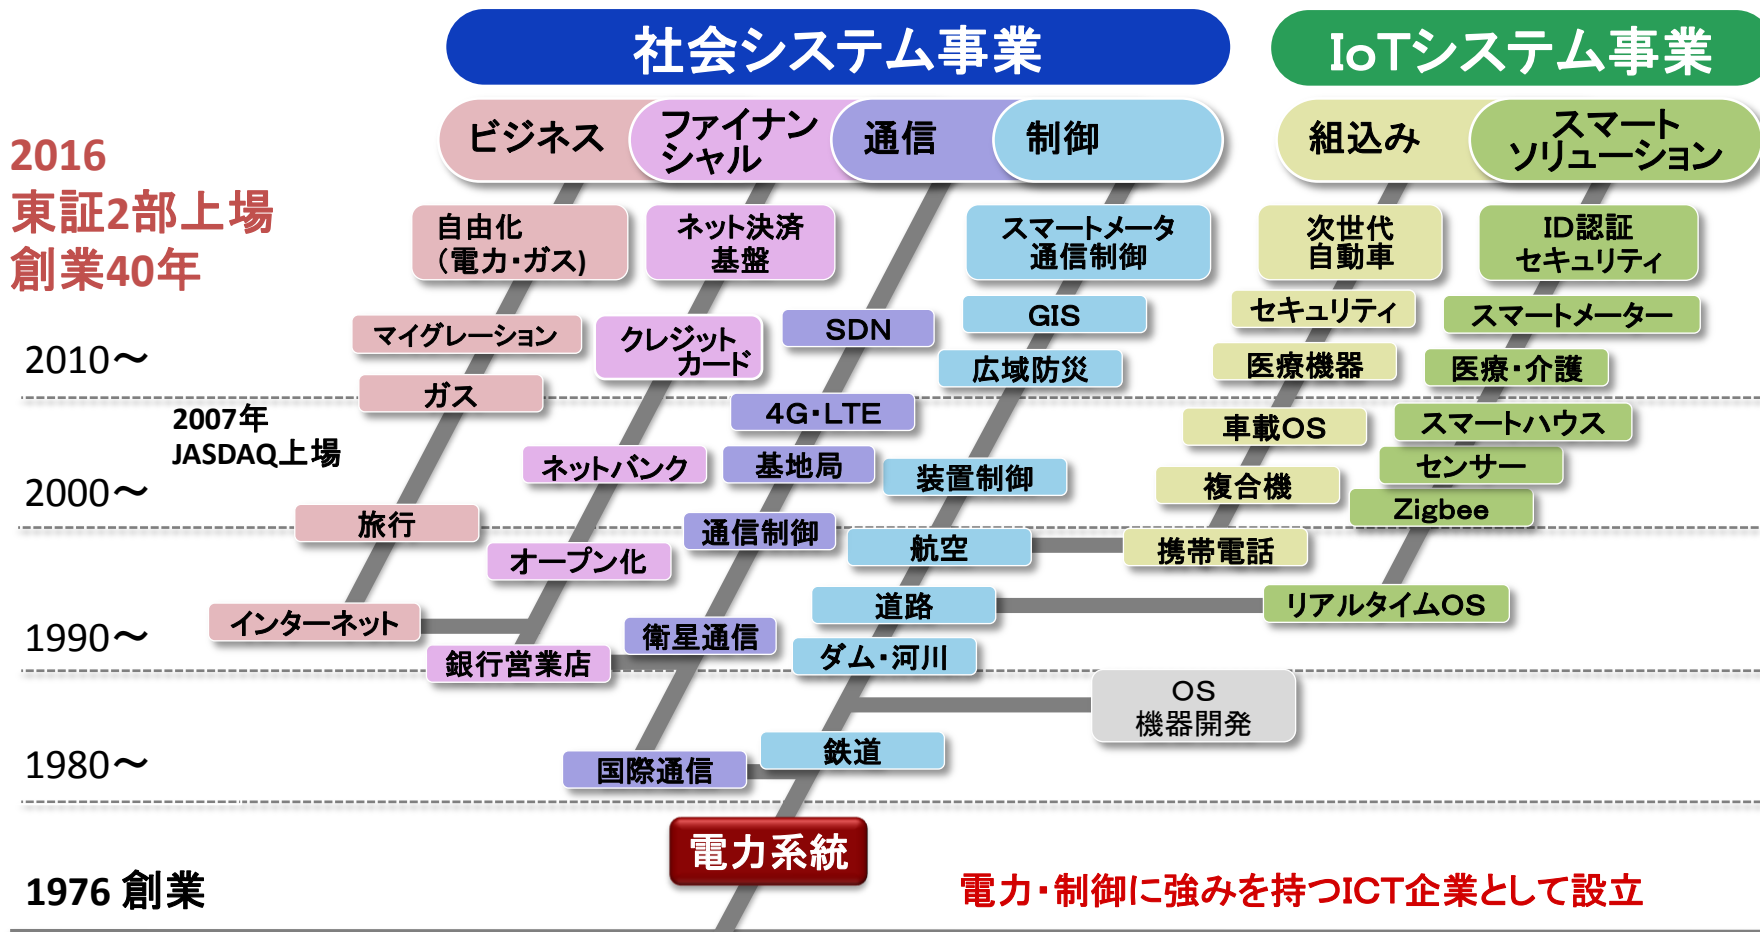 社会システム事業
IoTシステム事業
ビジネス
ファイナン
シャル
通信
制御
組込み
スマート
ソリューション
2016
東証2部上場
創業40年
自由化
(電力・ガス)
ネット決済
基盤
スマートメータ
通信制御
次世代
自動車
ID認証
セキュリティ
マイグレーション
クレジット
カード
SDN
GIS
セキュリティ
スマートメーター
2010～
広域防災
医療機器
医療・介護
ガス
2007年
JASDAQ上場
4G・LTE
車載OS
スマートハウス
ネットバンク
基地局
装置制御
複合機
センサー
Zigbee
2000～
旅行
通信制御
オープン化
航空
携帯電話
インターネット
道路
リアルタイムOS
1990～
銀行営業店
衛星通信
ダム・河川
OS
機器開発
1980～
国際通信
鉄道
電力系統
1976 創業
電力・制御に強みを持つICT企業として設立